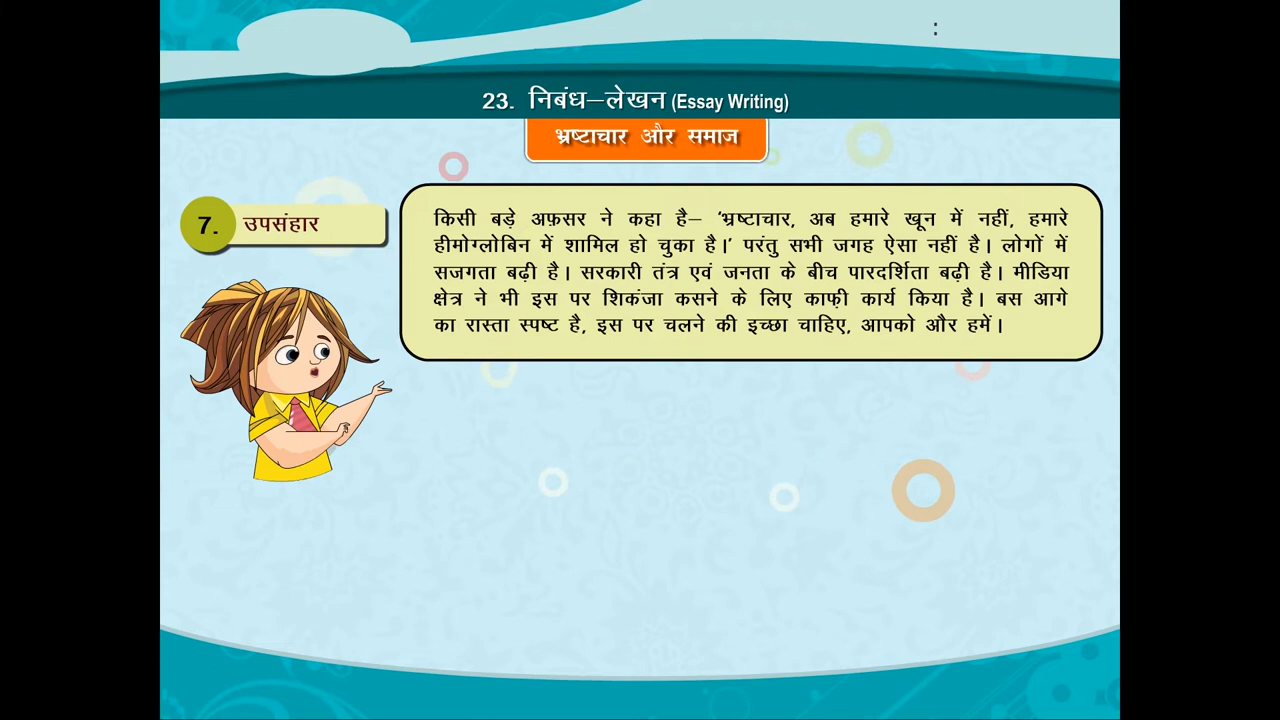 :
23. निबंध–लेखन (Essay Writing)
भ्रष्टाचार और समाज
7. उपसंहार
किसी बड़े अफ़सर ने कहा है– 'भ्रष्टाचार, अब हमारे खून में नहीं, हमारे
हीमोग्लोबिन में शामिल हो चुका है।' परंतु सभी जगह ऐसा नहीं है। लोगों में
सजगता बढ़ी है। सरकारी तंत्र एवं जनता के बीच पारदर्शिता बढ़ी है। मीडिया
क्षेत्र ने भी इस पर शिकंजा कसने के लिए काफ़ी कार्य किया है। बस आगे
का रास्ता स्पष्ट है, इस पर चलने की इच्छा चाहिए, आपको और हमें।